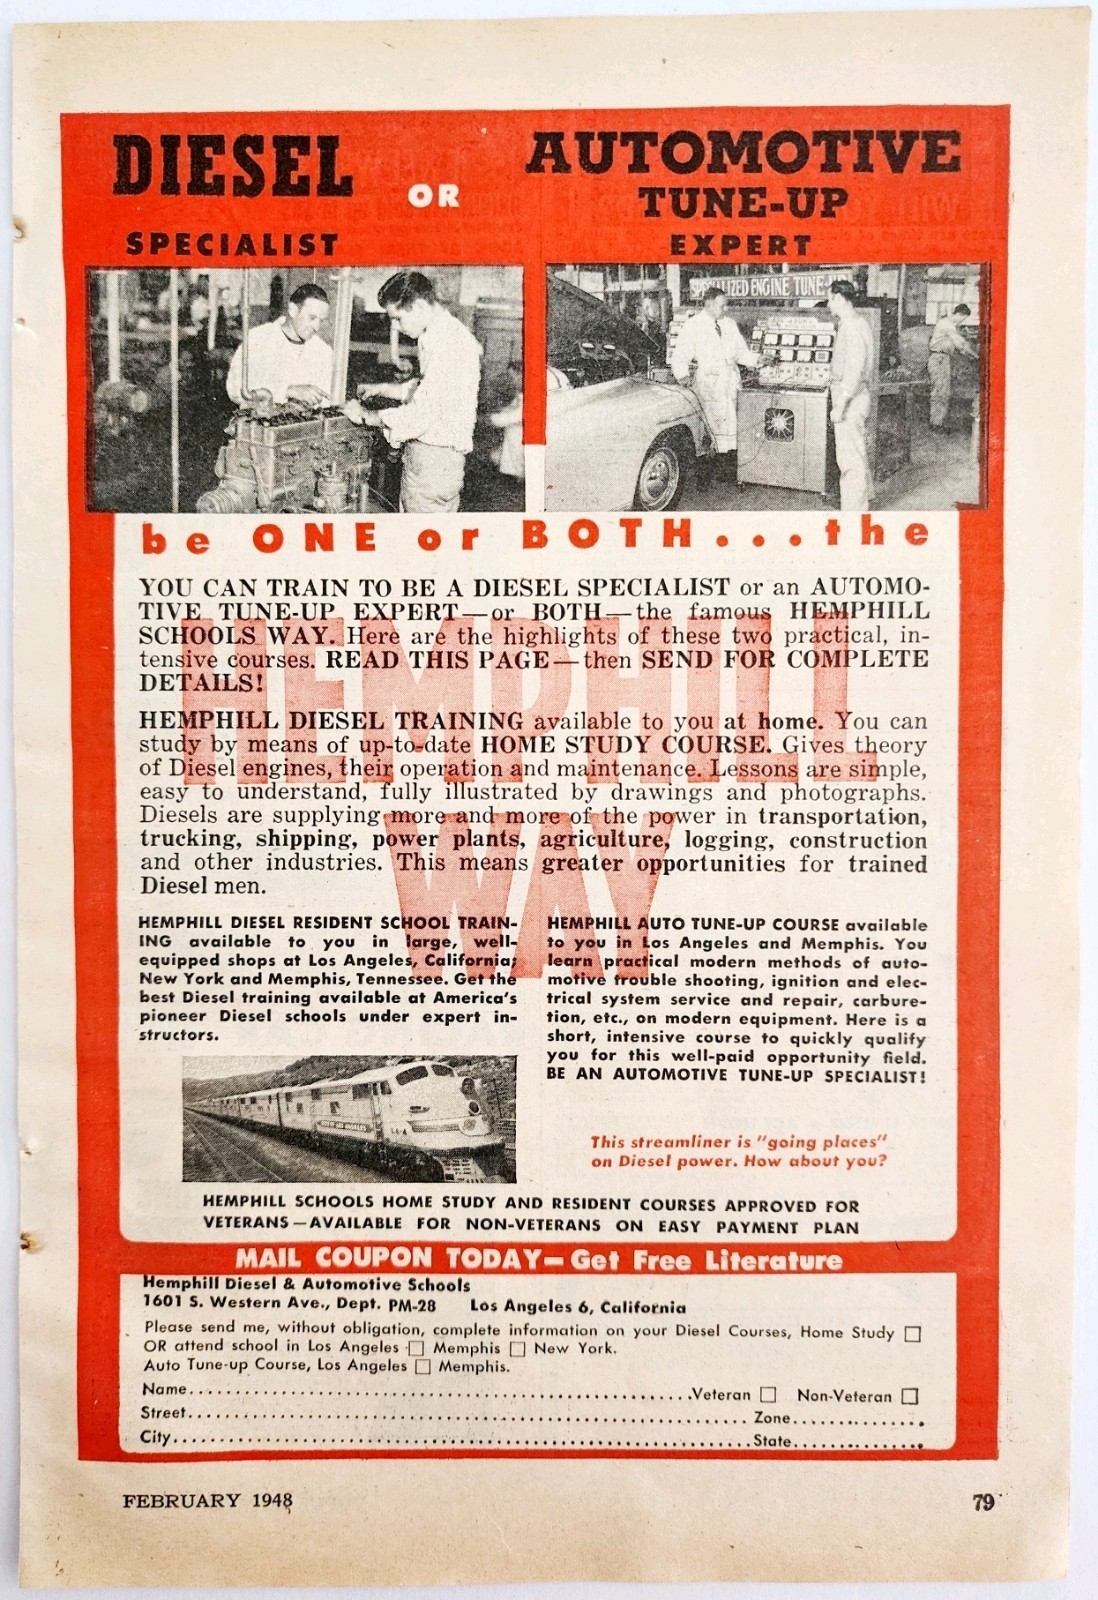 DIESEL
OR
SPECIALIST
AUTOMOTIVE
TUNE-UP
EXPERT
SPECIALIZED ENGINE TUNE-UP
be ONE or BOTH...the
HEMPHILL
WAY
YOU CAN TRAIN TO BE A DIESEL SPECIALIST or an AUTOMO-
TIVE TUNE-UP EXPERT—or BOTH—the famous HEMPHILL
SCHOOLS WAY. Here are the highlights of these two practical, in-
tensive courses. READ THIS PAGE—then SEND FOR COMPLETE
DETAILS!
HEMPHILL DIESEL TRAINING available to you at home. You can
study by means of up-to-date HOME STUDY COURSE. Gives theory
of Diesel engines, their operation and maintenance. Lessons are simple,
easy to understand, fully illustrated by drawings and photographs.
Diesels are supplying more and more of the power in transportation,
trucking, shipping, power plants, agriculture, logging, construction
and other industries. This means greater opportunities for trained
Diesel men.
HEMPHILL DIESEL RESIDENT SCHOOL TRAIN-
ING available to you in large, well-
equipped shops at Los Angeles, California;
New York and Memphis, Tennessee. Get the
best Diesel training available at America's
pioneer Diesel schools under expert in-
structors.
HEMPHILL AUTO TUNE-UP COURSE available
to you in Los Angeles and Memphis. You
learn practical modern methods of auto-
motive trouble shooting, ignition and elec-
trical system service and repair, carbure-
tion, etc., on modern equipment. Here is a
short, intensive course to quickly qualify
you for this well-paid opportunity field.
BE AN AUTOMOTIVE TUNE-UP SPECIALIST!
CITY OF LOS ANGELES
LA-4
This streamliner is "going places"
on Diesel power. How about you?
HEMPHILL SCHOOLS HOME STUDY AND RESIDENT COURSES APPROVED FOR
VETERANS—AVAILABLE FOR NON-VETERANS ON EASY PAYMENT PLAN
MAIL COUPON TODAY—Get Free Literature
Hemphill Diesel & Automotive Schools
1601 S. Western Ave., Dept. PM-28 Los Angeles 6, California
Please send me, without obligation, complete information on your Diesel Courses, Home Study □
OR attend school in Los Angeles □ Memphis □ New York.
Auto Tune-up Course, Los Angeles □ Memphis.
Name..........Veteran □ Non-Veteran □
Street..........Zone..........
City..........State..........
FEBRUARY 1948
79